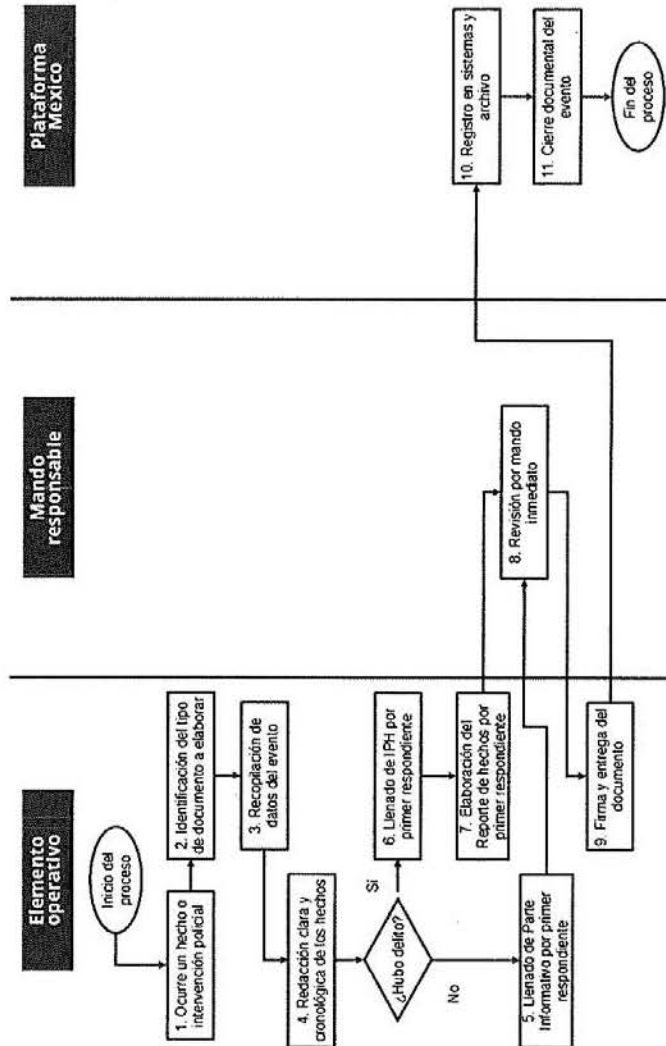 Elemento
operativo
Mando
responsable
Plataforma
México
Inicio del
proceso
1. Ocurre un hecho o
intervención policial
2. Identificación del tipo
de documento a elaborar
3. Recopilación de
datos del evento
4. Redacción clara y
cronológica de los hechos
¿Hubo delito?
Sí
No
6. Llenado de IPH por
primer respondiente
7. Elaboración del
Reporte de hechos por
primer respondiente
5. Llenado de Parte
Informativo por primer
respondiente
8. Revisión por mando
inmediato
9. Firma y entrega del
documento
10. Registro en sistemas y
archivo
11. Cierre documental del
evento
Fin del
proceso